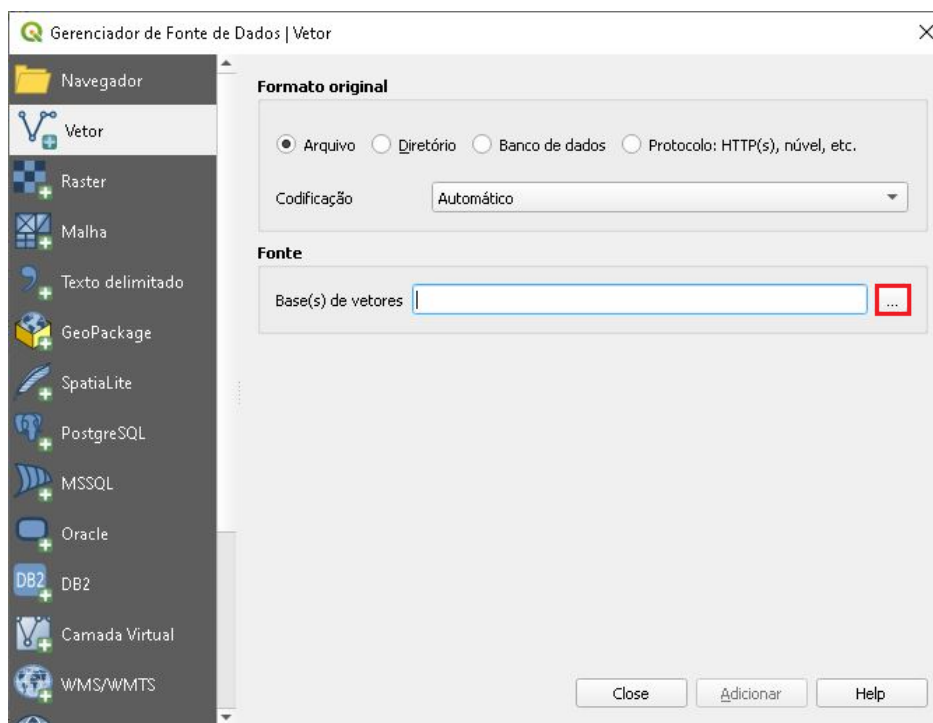 Gerenciador de Fonte de Dados | Vetor
Navegador
Vetor
Raster
Malha
Texto delimitado
GeoPackage
SpatiaLite
PostgreSQL
MSSQL
Oracle
DB2 DB2
Camada Virtual
WMS/WMTS
Formato original
Arquivo Diretório Banco de dados Protocolo: HTTP(s), núvel, etc.
Codificação Automático
Fonte
Base(s) de vetores ...
Close Adicionar Help